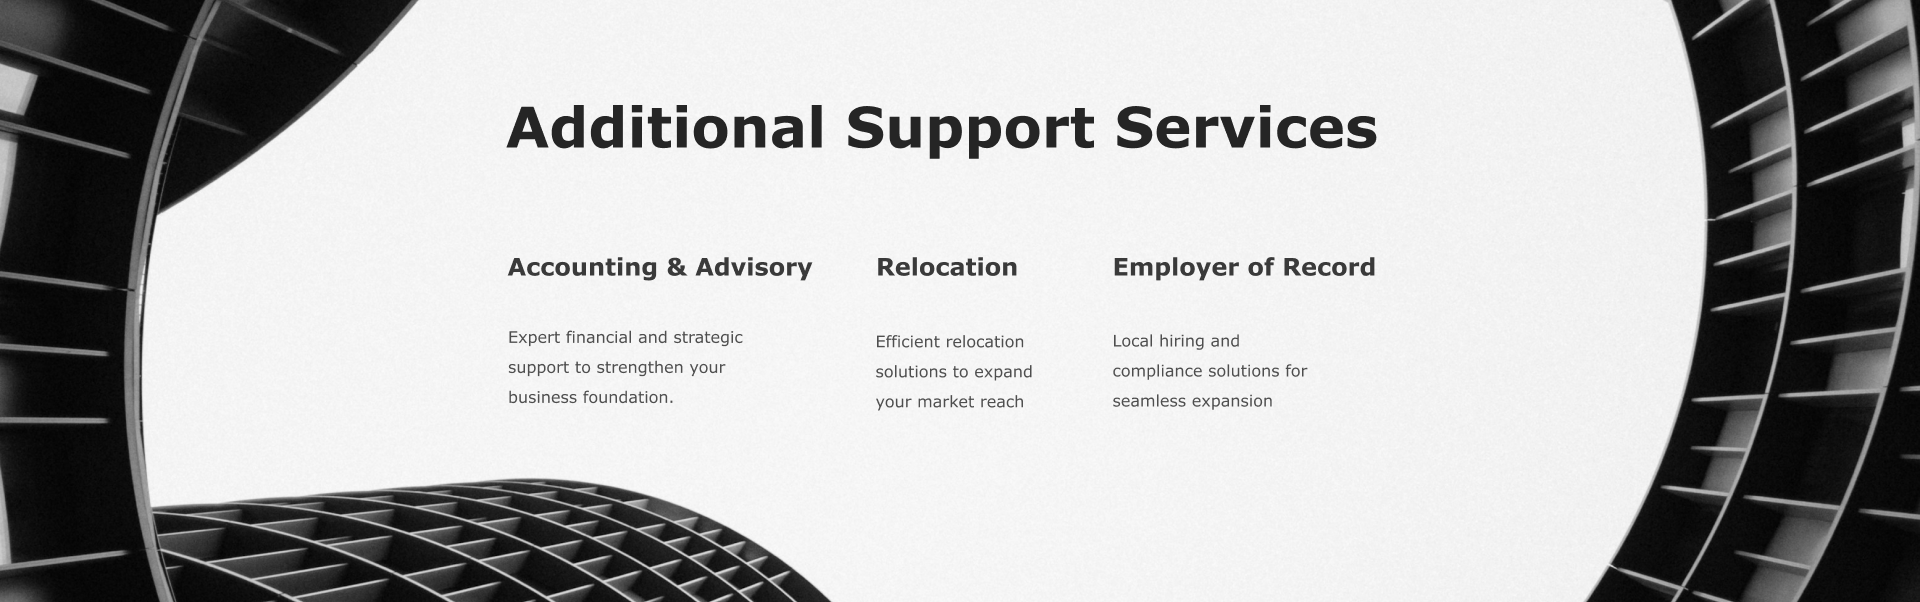 Additional Support Services
Accounting & Advisory
Expert financial and strategic
support to strengthen your
business foundation.
Relocation
Efficient relocation
solutions to expand
your market reach
Employer of Record
Local hiring and
compliance solutions for
seamless expansion